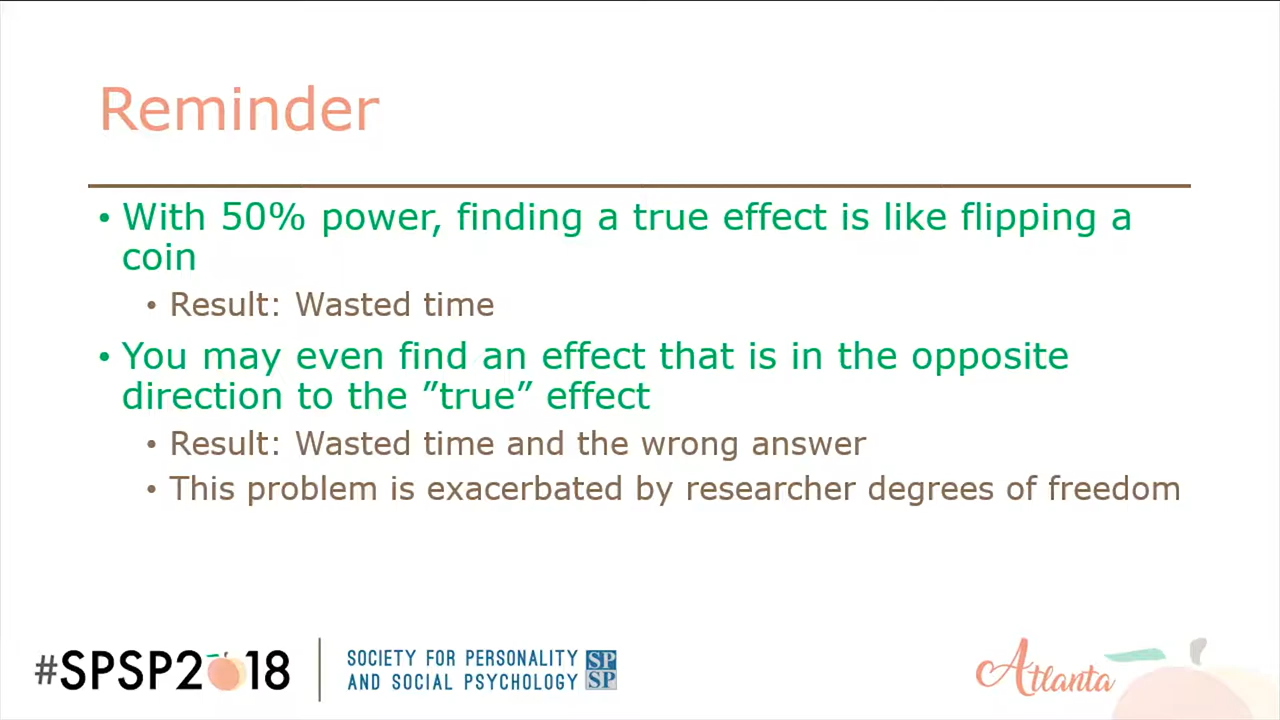 Reminder
• With 50% power, finding a true effect is like flipping a
coin
• Result: Wasted time
• You may even find an effect that is in the opposite
direction to the ”true” effect
• Result: Wasted time and the wrong answer
• This problem is exacerbated by researcher degrees of freedom
#SPSP2018
SOCIETY FOR PERSONALITY
AND SOCIAL PSYCHOLOGY
SP
SP
Atlanta